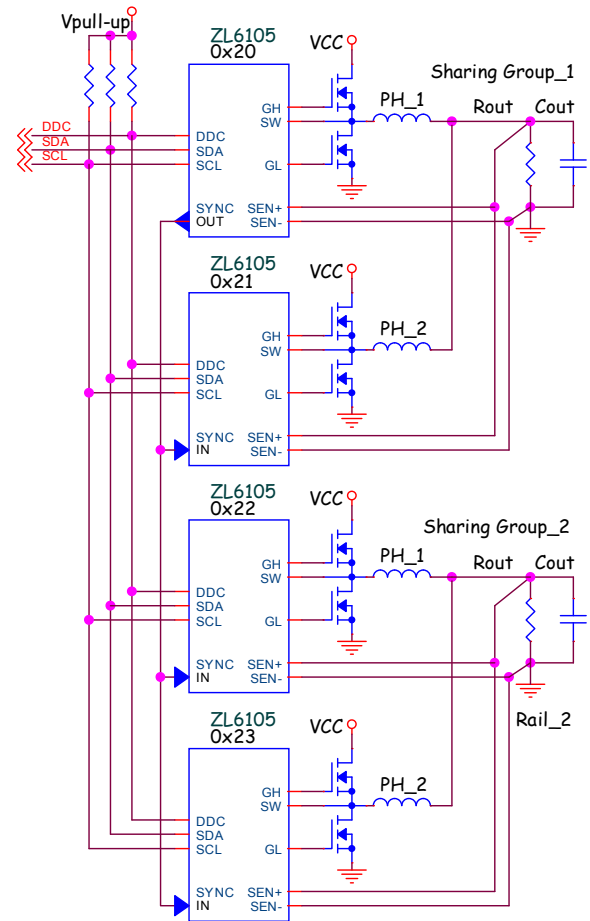 Vpull-up
DDC
SDA
SCL
ZL6105
0x20
DDC
SDA
SCL
SYNC
OUT
GH
SW
GL
SEN+
SEN-
VCC
PH_1
Sharing Group_1
Rout
Cout
ZL6105
0x21
DDC
SDA
SCL
SYNC
IN
GH
SW
GL
SEN+
SEN-
VCC
PH_2
ZL6105
0x22
DDC
SDA
SCL
SYNC
IN
GH
SW
GL
SEN+
SEN-
VCC
PH_1
Sharing Group_2
Rout
Cout
Rail_2
ZL6105
0x23
DDC
SDA
SCL
SYNC
IN
GH
SW
GL
SEN+
SEN-
VCC
PH_2